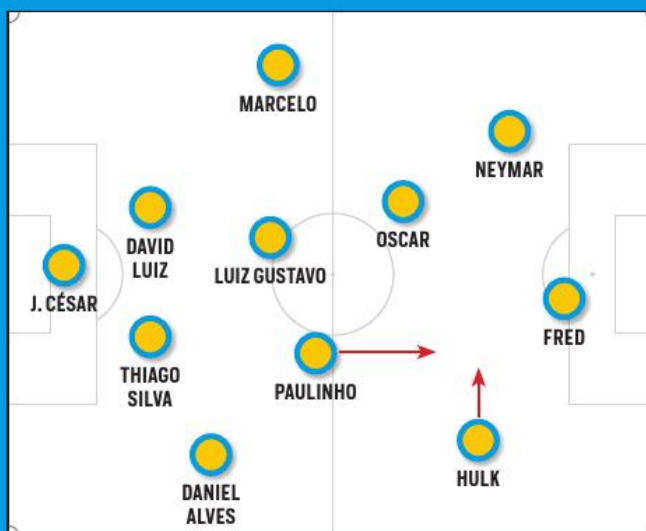 MARCELO
NEYMAR
DAVID
LUIZ
OSCAR
LUIZ GUSTAVO
J. CÉSAR
FRED
THIAGO
SILVA
PAULINHO
HULK
DANIEL
ALVES